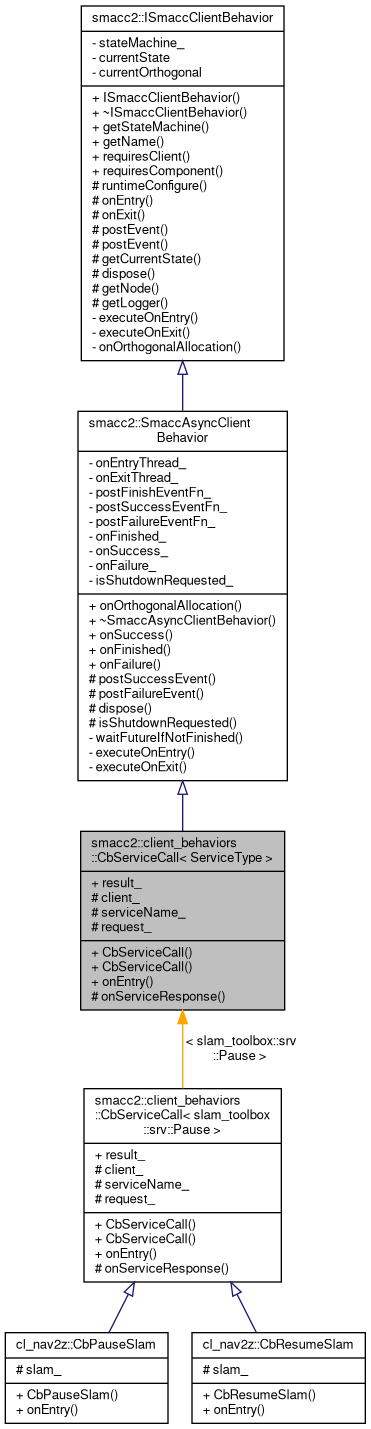 smacc2::ISmaccClientBehavior
- stateMachine_
- currentState
- currentOrthogonal
+ ISmaccClientBehavior()
+ ~ISmaccClientBehavior()
+ getStateMachine()
+ getName()
+ requiresClient()
+ requiresComponent()
# runtimeConfigure()
# onEntry()
# onExit()
# postEvent()
# postEvent()
# getCurrentState()
# dispose()
# getNode()
# getLogger()
- executeOnEntry()
- executeOnExit()
- onOrthogonalAllocation()
smacc2::SmaccAsyncClient
Behavior
- onEntryThread_
- onExitThread_
- postFinishEventFn_
- postSuccessEventFn_
- postFailureEventFn_
- onFinished_
- onSuccess_
- onFailure_
- isShutdownRequested_
+ onOrthogonalAllocation()
+ ~SmaccAsyncClientBehavior()
+ onSuccess()
+ onFinished()
+ onFailure()
# postSuccessEvent()
# postFailureEvent()
# dispose()
# isShutdownRequested()
- waitFutureIfNotFinished()
- executeOnEntry()
- executeOnExit()
smacc2::client_behaviors
::CbServiceCall< ServiceType >
+ result_
# client_
# serviceName_
# request_
+ CbServiceCall()
+ CbServiceCall()
+ onEntry()
# onServiceResponse()
< slam_toolbox::srv
::Pause >
smacc2::client_behaviors
::CbServiceCall< slam_toolbox
::srv::Pause >
+ result_
# client_
# serviceName_
# request_
+ CbServiceCall()
+ CbServiceCall()
+ onEntry()
# onServiceResponse()
cl_nav2z::CbPauseSlam
# slam_
+ CbPauseSlam()
+ onEntry()
cl_nav2z::CbResumeSlam
# slam_
+ CbResumeSlam()
+ onEntry()